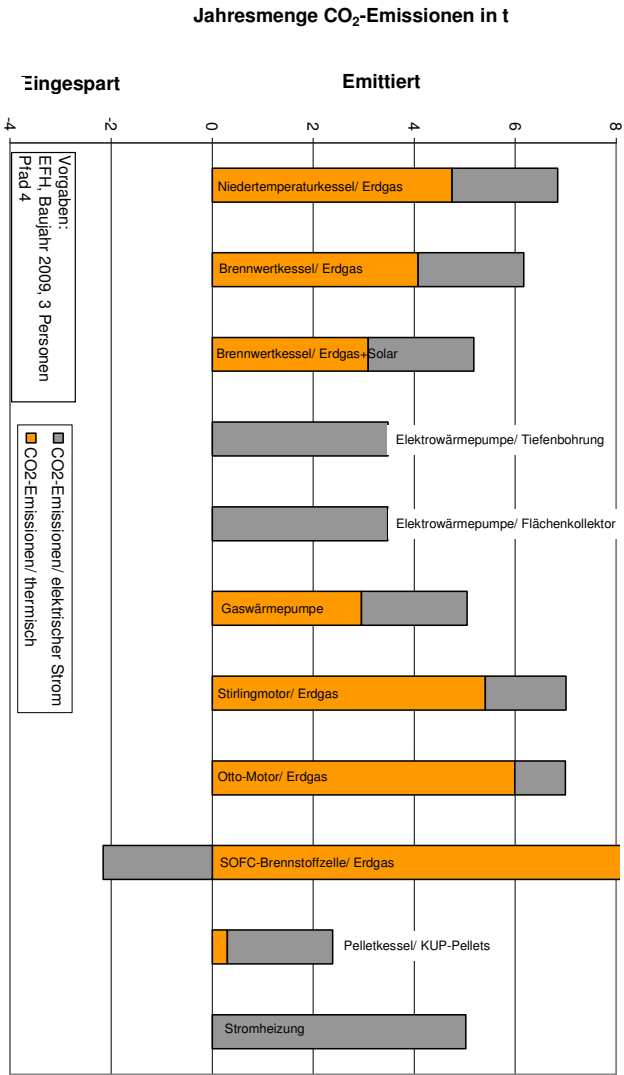 Jahresmenge CO₂-Emissionen in t
Eingespart
Emittiert
-4
-2
0
2
4
6
8
Niedertemperaturkessel/ Erdgas
Brennwertkessel/ Erdgas
Brennwertkessel/ Erdgas+Solar
Elektrowärmepumpe/ Tiefenbohrung
Elektrowärmepumpe/ Flächenkollektor
Gaswärmepumpe
Stirlingmotor/ Erdgas
Otto-Motor/ Erdgas
SOFC-Brennstoffzelle/ Erdgas
Pelletkessel/ KUP-Pellets
Stromheizung
Vorgaben:
EFH, Baujahr 2009, 3 Personen
Pfad 4
CO2-Emissionen/ elektrischer Strom
CO2-Emissionen/ thermisch